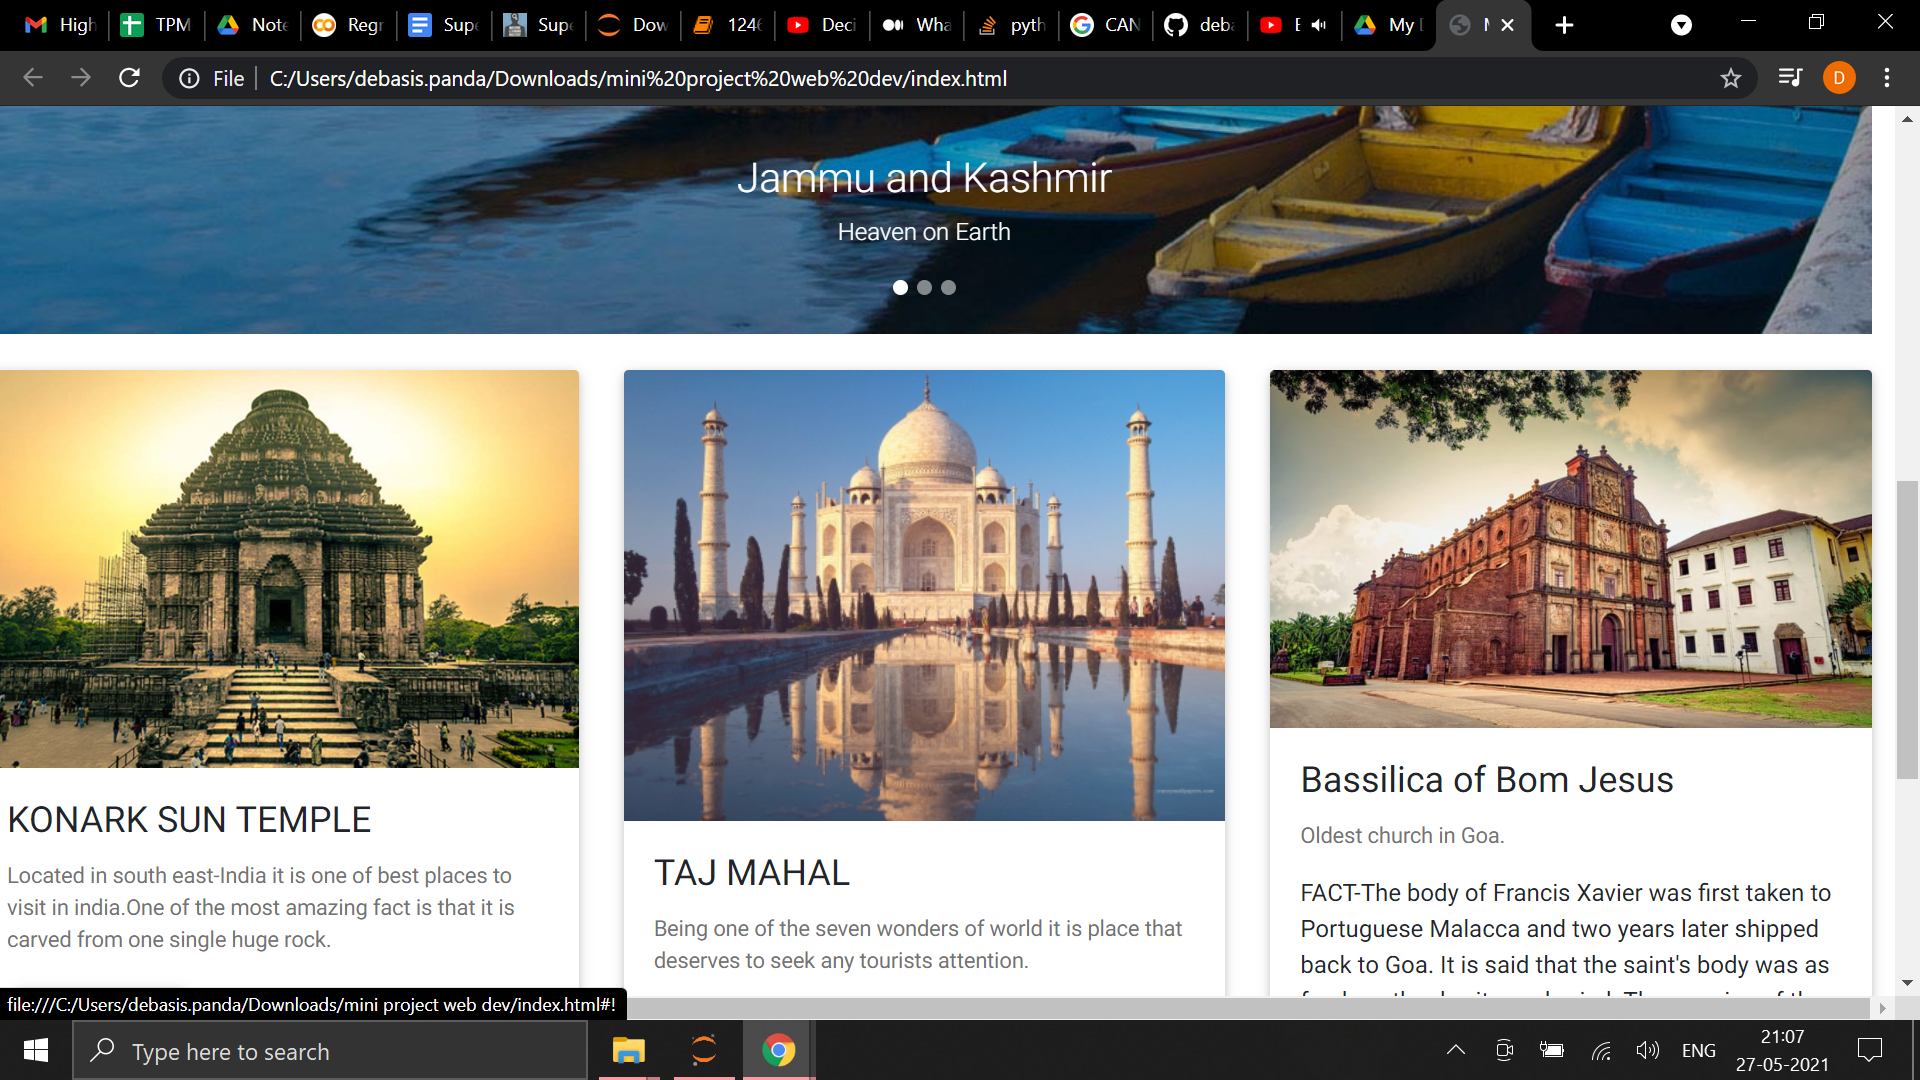 High
TPM
Note
Regr
Supe
Supe
Dow
1246
Deci
Wha
pyth
CAN
deba
E
My D
M
File
C:/Users/debasis.panda/Downloads/mini%20project%20web%20dev/index.html
D
Jammu and Kashmir
Heaven on Earth
KONARK SUN TEMPLE
Located in south east-India it is one of best places to
visit in india.One of the most amazing fact is that it is
carved from one single huge rock.
TAJ MAHAL
Being one of the seven wonders of world it is place that
deserves to seek any tourists attention.
Bassilica of Bom Jesus
Oldest church in Goa.
FACT-The body of Francis Xavier was first taken to
Portuguese Malacca and two years later shipped
back to Goa. It is said that the saint's body was as
file:///C:/Users/debasis.panda/Downloads/mini project web dev/index.html#!
Type here to search
ENG
21:07
27-05-2021